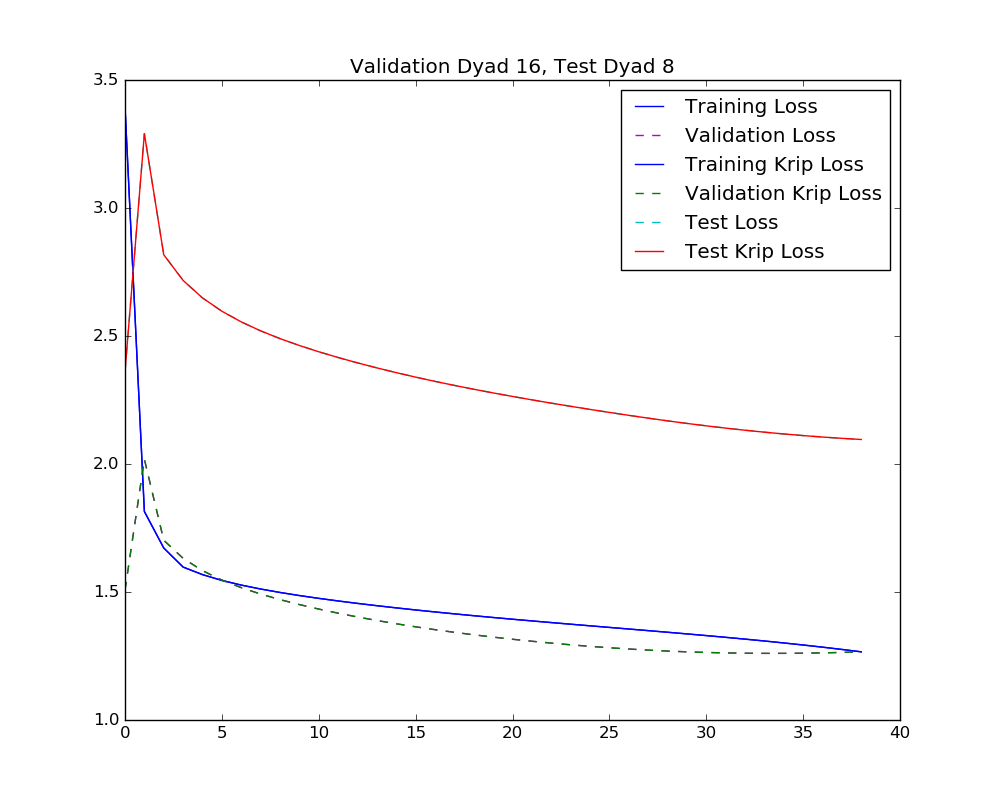 Validation Dyad 16, Test Dyad 8
3.5
3.0
2.5
2.0
1.5
1.0
Training Loss
Validation Loss
Training Krip Loss
Validation Krip Loss
Test Loss
Test Krip Loss
0 5 10 15 20 25 30 35 40